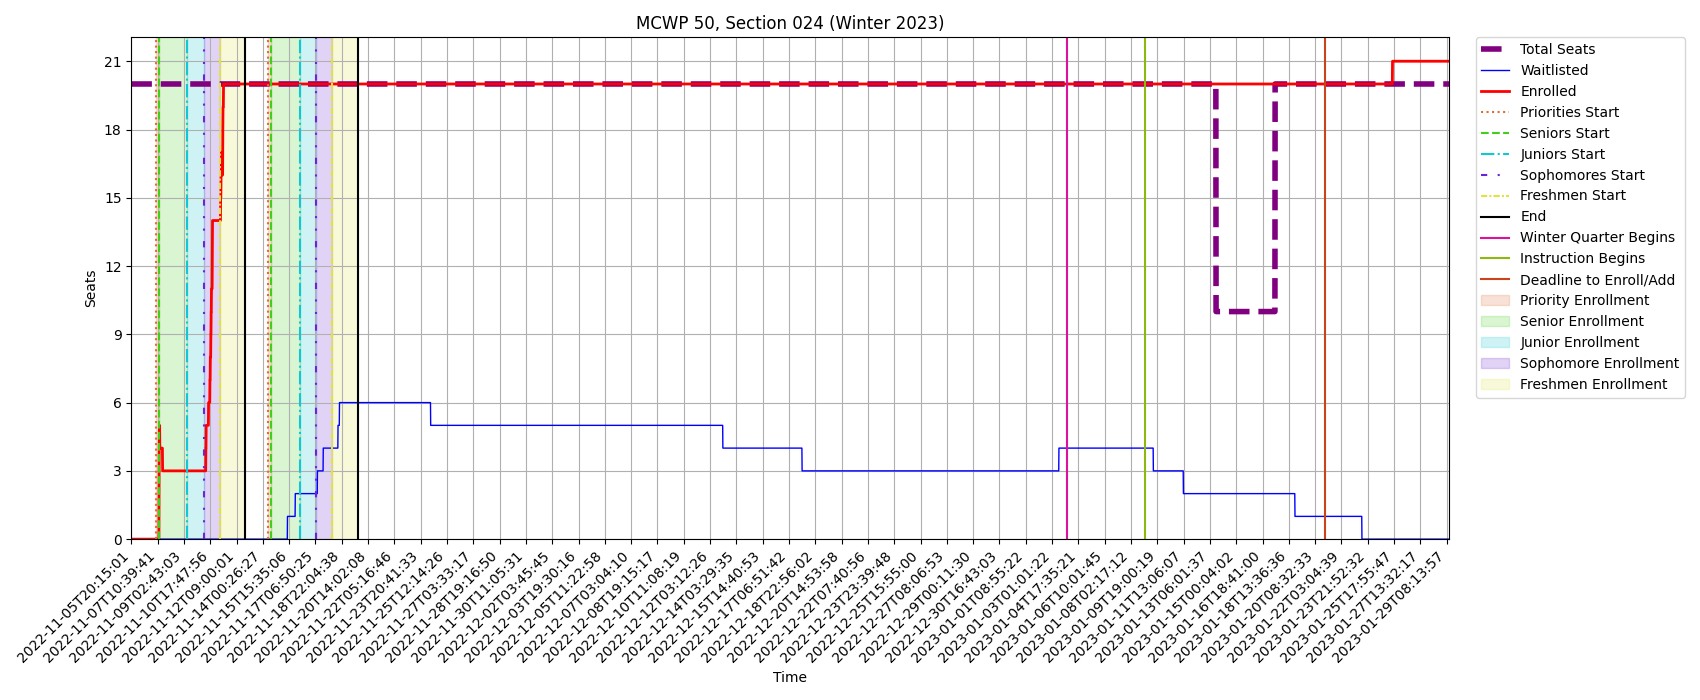 MCWP 50, Section 024 (Winter 2023)
Seats
21
18
15
12
9
6
3
0
2022-11-05T20:15:01
2022-11-07T10:39:41
2022-11-09T02:43:03
2022-11-10T17:47:56
2022-11-12T09:00:01
2022-11-14T00:26:27
2022-11-15T15:35:06
2022-11-17T06:50:25
2022-11-18T22:04:38
2022-11-20T14:02:08
2022-11-22T05:16:46
2022-11-23T20:41:33
2022-11-25T12:14:26
2022-11-27T03:33:17
2022-11-28T19:16:50
2022-11-30T11:05:31
2022-12-02T03:45:45
2022-12-03T19:30:16
2022-12-05T11:22:58
2022-12-07T03:04:10
2022-12-08T19:15:17
2022-12-10T11:08:19
2022-12-12T03:12:26
2022-12-14T03:29:35
2022-12-15T14:40:53
2022-12-17T06:51:42
2022-12-18T22:56:02
2022-12-20T14:53:58
2022-12-22T07:40:56
2022-12-23T23:39:48
2022-12-25T15:55:00
2022-12-27T08:06:53
2022-12-29T00:11:30
2022-12-30T16:43:03
2023-01-01T08:55:22
2023-01-03T01:01:22
2023-01-04T17:35:21
2023-01-06T10:01:45
2023-01-08T02:17:12
2023-01-09T19:00:19
2023-01-11T13:06:07
2023-01-13T06:01:37
2023-01-15T00:04:02
2023-01-16T18:41:00
2023-01-18T13:36:36
2023-01-20T08:32:33
2023-01-22T03:04:39
2023-01-23T21:52:32
2023-01-25T17:55:47
2023-01-27T13:32:17
2023-01-29T08:13:57
Time
Total Seats
Waitlisted
Enrolled
Priorities Start
Seniors Start
Juniors Start
Sophomores Start
Freshmen Start
End
Winter Quarter Begins
Instruction Begins
Deadline to Enroll/Add
Priority Enrollment
Senior Enrollment
Junior Enrollment
Sophomore Enrollment
Freshmen Enrollment